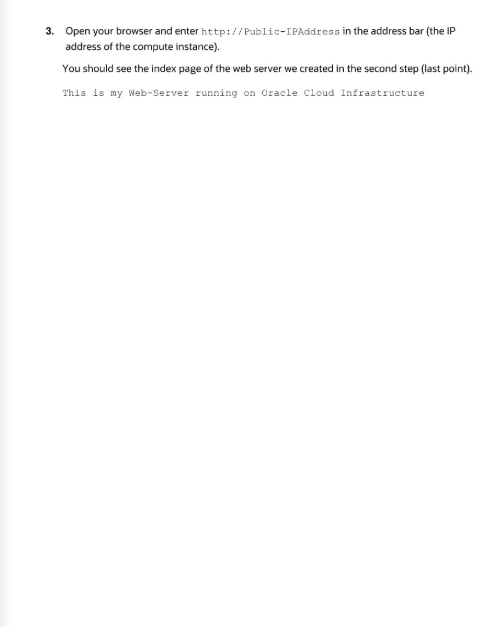 3. Open your browser and enter http://Public-IPAddress in the address bar (the IP
address of the compute instance).
You should see the index page of the web server we created in the second step (last point).
This is my Web-Server running on Oracle Cloud Infrastructure